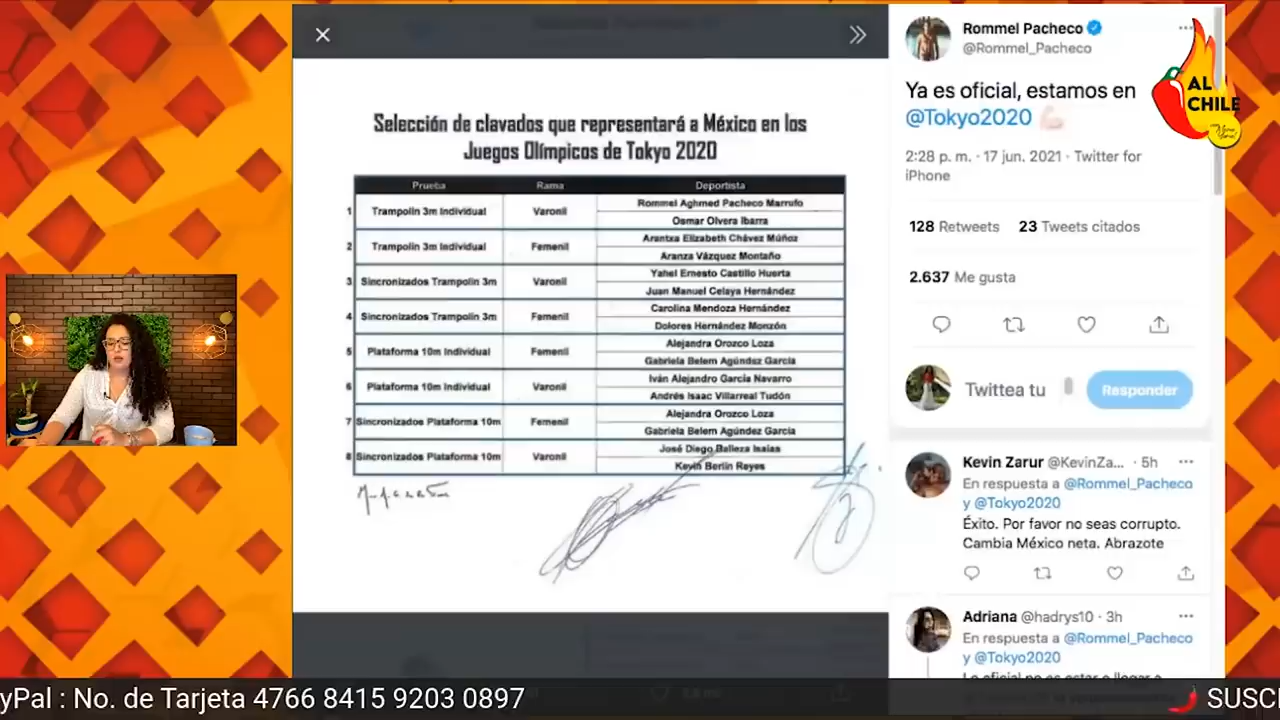 Selección de clavados que representará a México en los
Juegos Olímpicos de Tokyo 2020
Prueba Rama Deportista
1 Trampolín 3m Individual Varonil Rommel Aghmed Pacheco Marrufo
Osmar Olvera Ibarra
2 Trampolín 3m Individual Femenil Arantxa Elizabeth Chávez Múñoz
Aranza Vázquez Montaño
3 Sincronizados Trampolín 3m Varonil Yahel Ernesto Castillo Huerta
Juan Manuel Celaya Hernández
4 Sincronizados Trampolín 3m Femenil Carolina Mendoza Hernández
Dolores Hernández Monzón
5 Plataforma 10m Individual Femenil Alejandra Orozco Loza
Gabriela Belem Agúndez García
6 Plataforma 10m Individual Varonil Iván Alejandro García Navarro
Andrés Isaac Villarreal Tudón
7 Sincronizados Plataforma 10m Femenil Alejandra Orozco Loza
Gabriela Belem Agúndez García
8 Sincronizados Plataforma 10m Varonil José Diego Balleza Isaias
Kevin Berlín Reyes
Rommel Pacheco
@Rommel_Pacheco
Ya es oficial, estamos en
@Tokyo2020
2:28 p. m. · 17 jun. 2021 · Twitter for
iPhone
128 Retweets 23 Tweets citados
2.637 Me gusta
Twittea tu Responder
Kevin Zarur @KevinZa... · 5h
En respuesta a @Rommel_Pacheco
y @Tokyo2020
Éxito. Por favor no seas corrupto.
Cambia México neta. Abrazote
Adriana @hadrys10 · 3h
En respuesta a @Rommel_Pacheco
y @Tokyo2020
AL
CHILE
yPal : No. de Tarjeta 4766 8415 9203 0897
SUSC